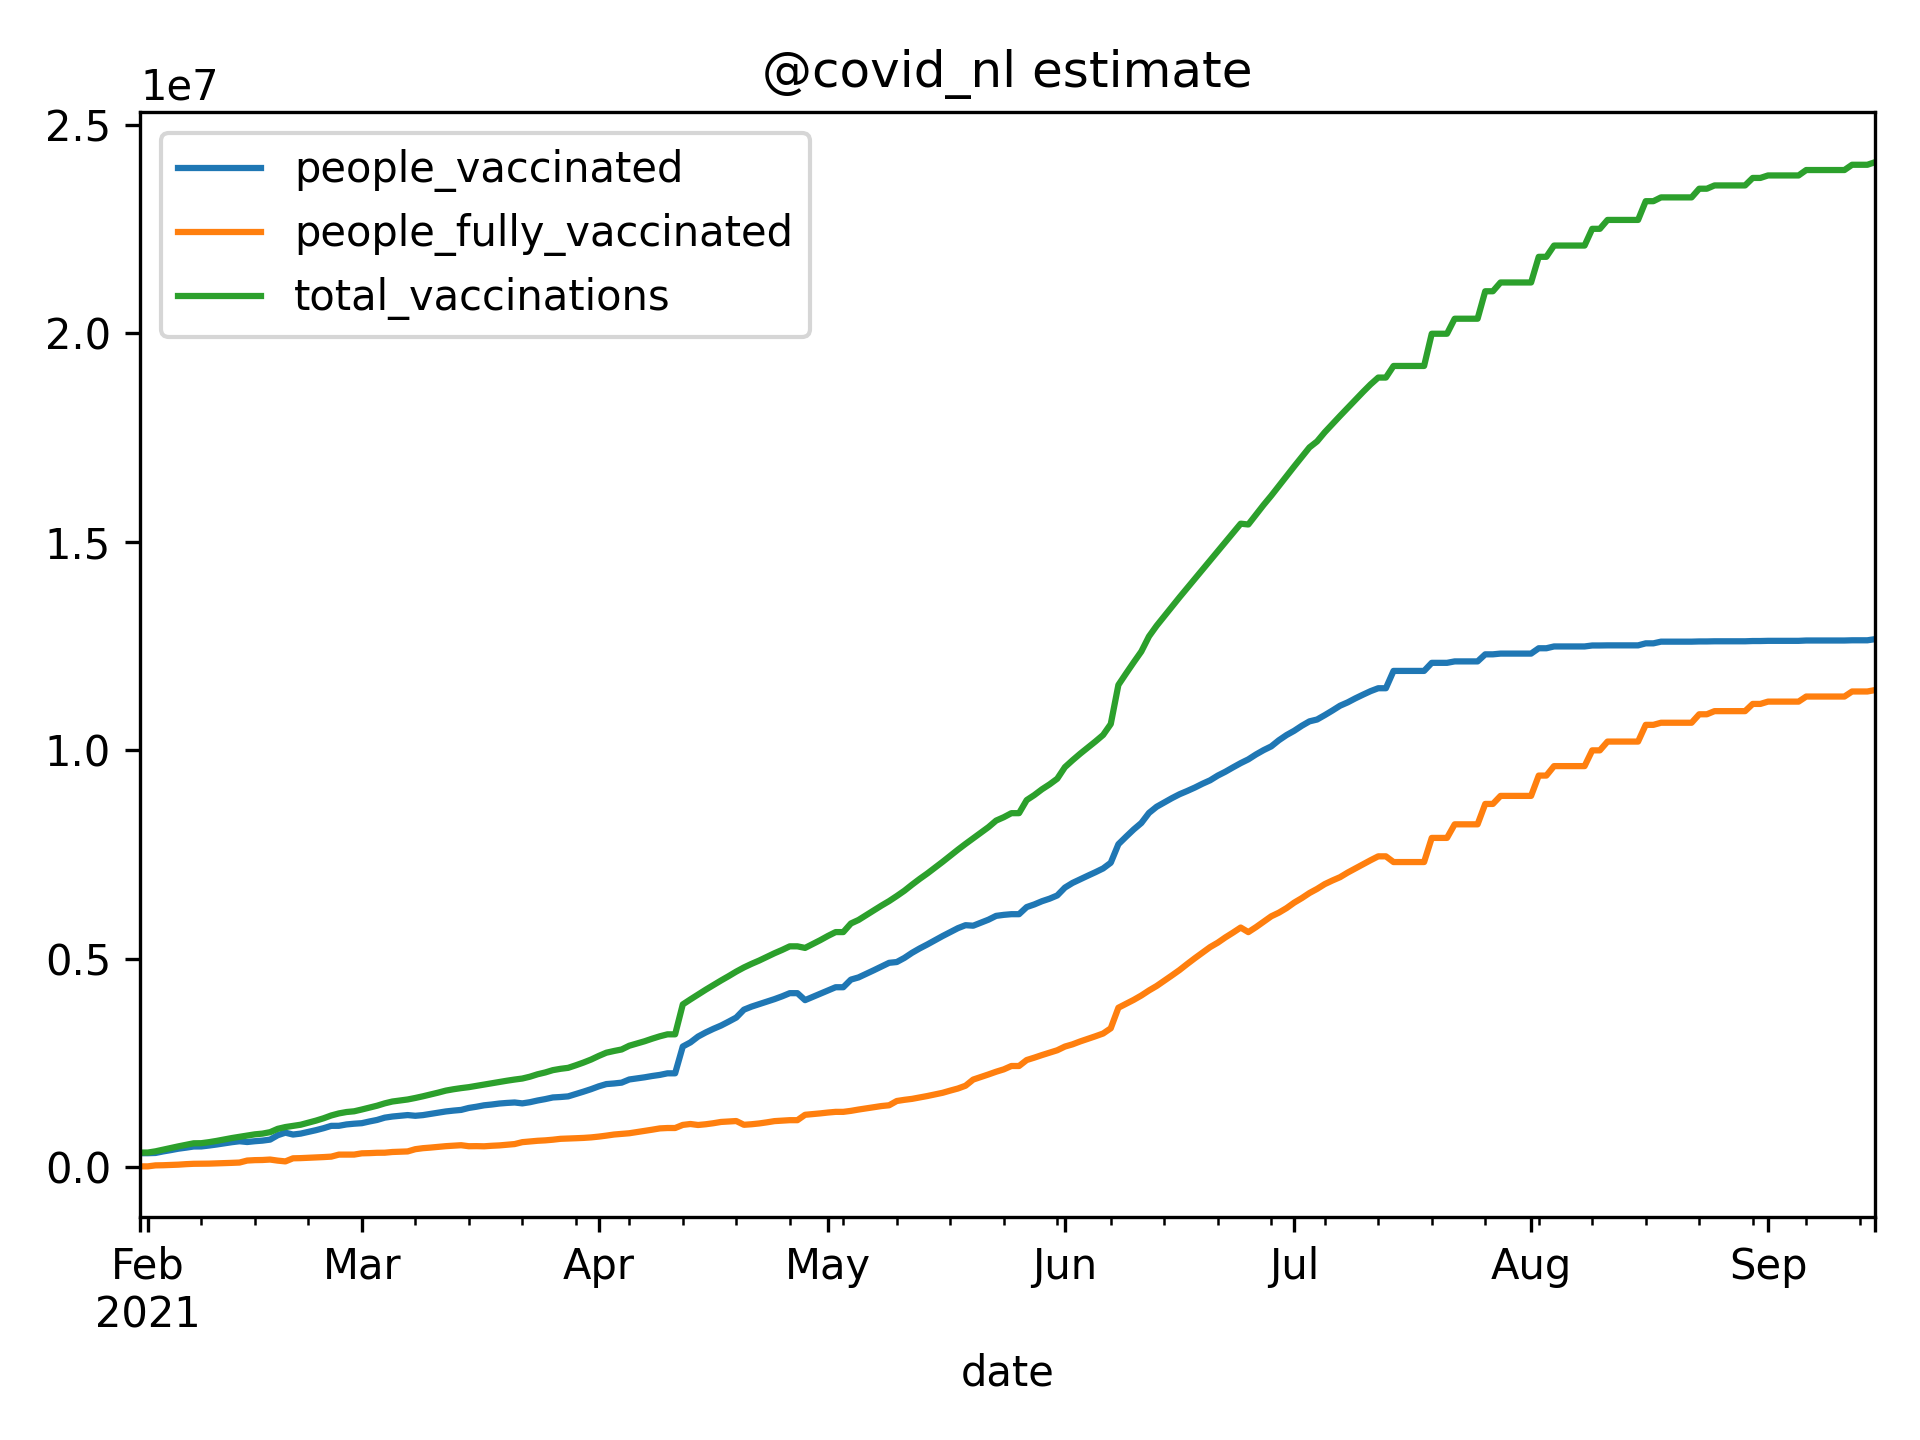 @covid_nl estimate
1e7
2.5
2.0
1.5
1.0
0.5
0.0
people_vaccinated
people_fully_vaccinated
total_vaccinations
Feb Mar Apr May Jun Jul Aug Sep
2021
date